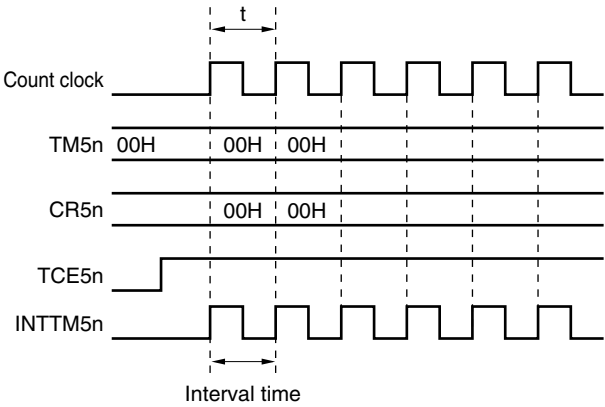 t
Count clock
TM5n 00H 00H 00H
CR5n 00H 00H
TCE5n
INTTM5n
Interval time